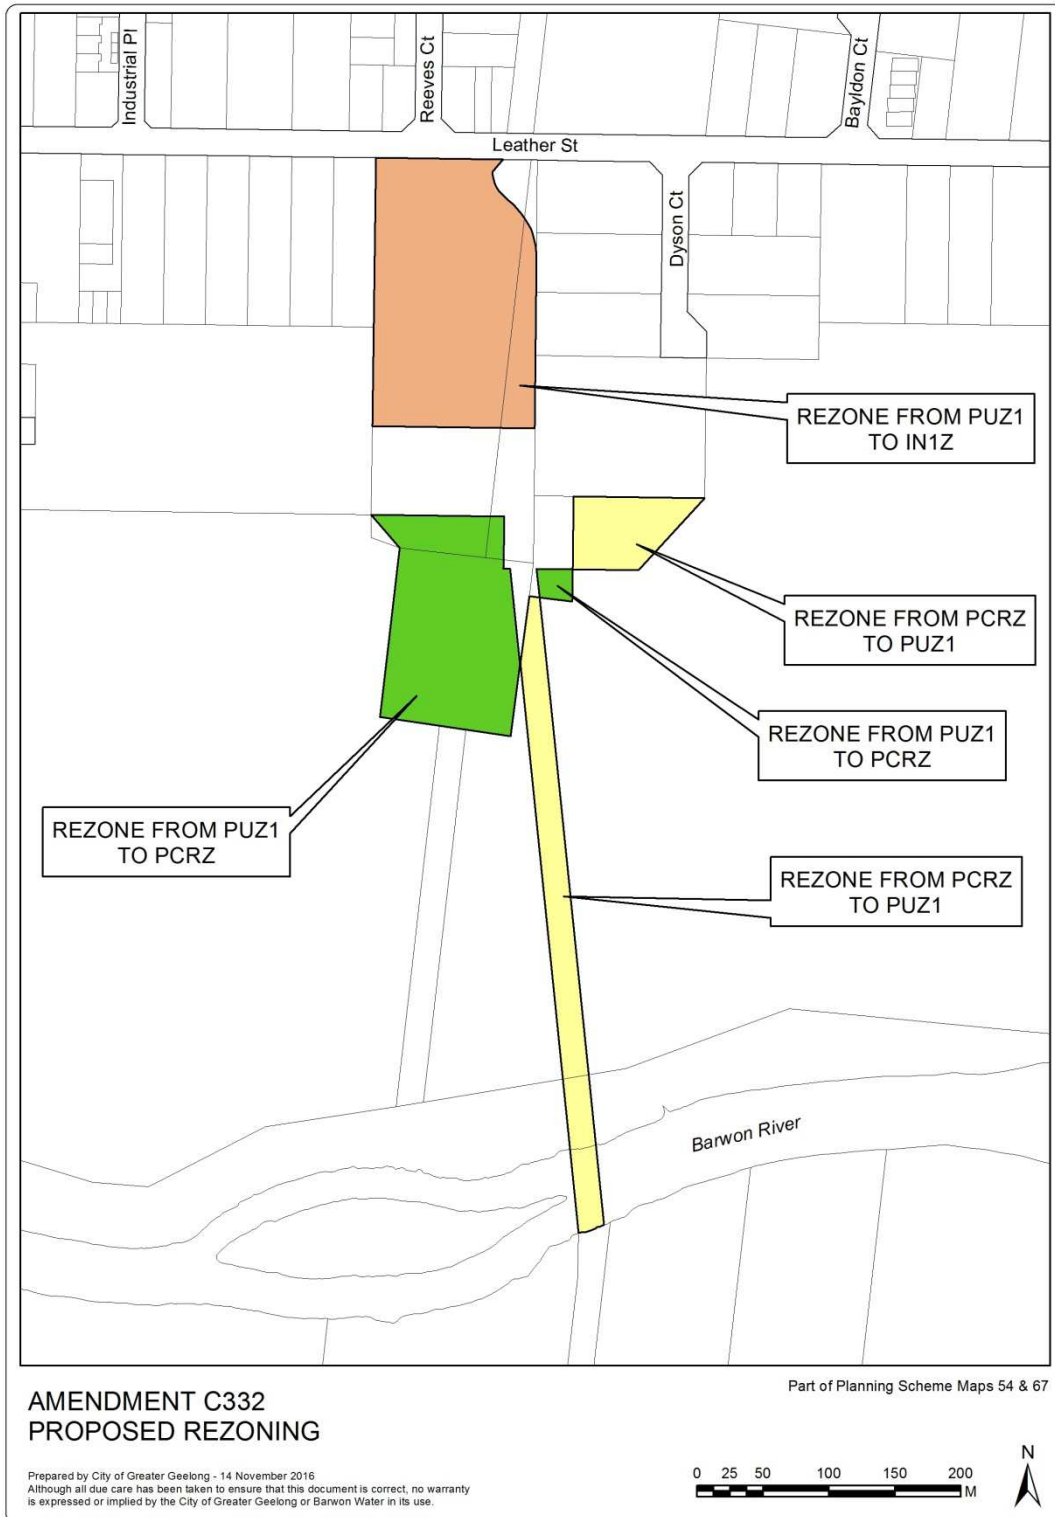 Industrial Pl
Reeves Ct
Bayldon Ct
Leather St
Dyson Ct
REZONE FROM PUZ1
TO IN1Z
REZONE FROM PCRZ
TO PUZ1
REZONE FROM PUZ1
TO PCRZ
REZONE FROM PUZ1
TO PCRZ
REZONE FROM PCRZ
TO PUZ1
Barwon River
Part of Planning Scheme Maps 54 & 67
AMENDMENT C332
PROPOSED REZONING
Prepared by City of Greater Geelong - 14 November 2016
Although all due care has been taken to ensure that this document is correct, no warranty
is expressed or implied by the City of Greater Geelong or Barwon Water in its use.
0 25 50 100 150 200
M
N